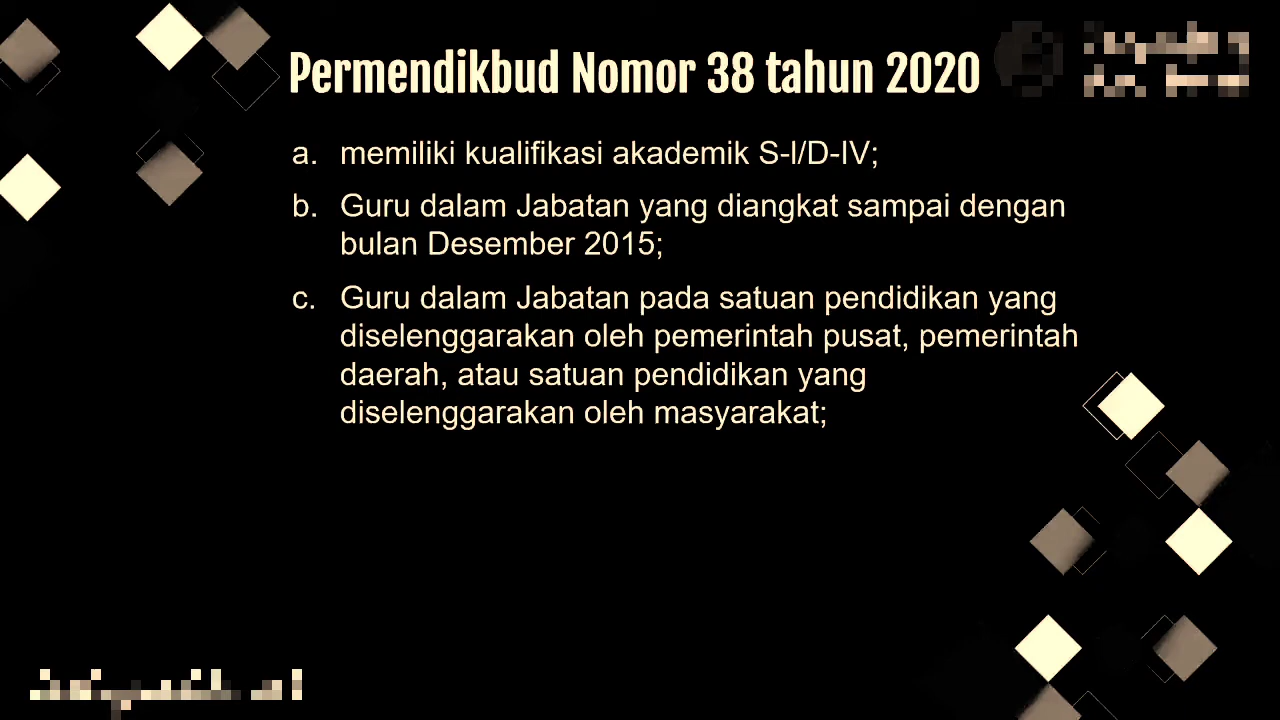 Permendikbud Nomor 38 tahun 2020
a. memiliki kualifikasi akademik S-I/D-IV;
b. Guru dalam Jabatan yang diangkat sampai dengan
bulan Desember 2015;
c. Guru dalam Jabatan pada satuan pendidikan yang
diselenggarakan oleh pemerintah pusat, pemerintah
daerah, atau satuan pendidikan yang
diselenggarakan oleh masyarakat;